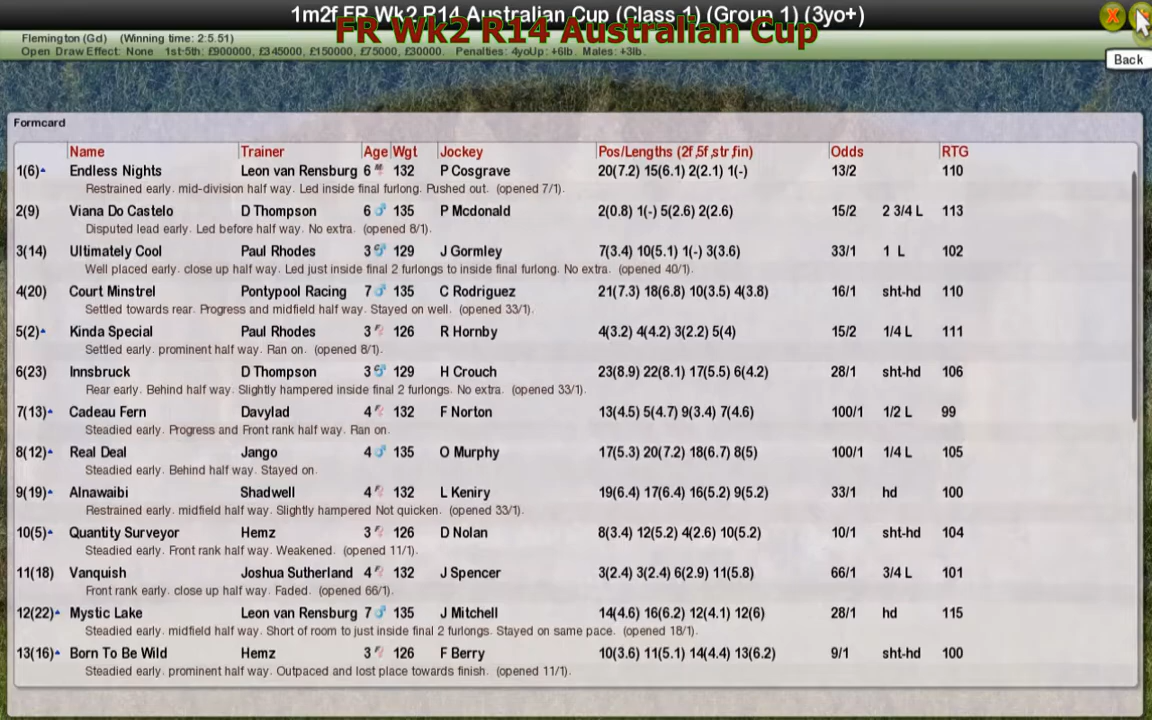 1m2f FR Wk2 R14 Australian Cup (Class 1) (Group 1) (3yo+)
FR Wk2 R14 Australian Cup
Flemington (Gd) (Winning time: 2:5.51)
Open Draw Effect: None 1st-5th: £900000, £345000, £150000, £75000, £30000. Penalties: 4yoUp: +6lb. Males: +3lb.
Back
Formcard
Name Trainer Age Wgt Jockey Pos/Lengths (2f,5f,str,fin) Odds RTG
1(6) Endless Nights Leon van Rensburg 6 132 P Cosgrave 20(7.2) 15(6.1) 2(2.1) 1(-) 13/2 110
Restrained early. mid-division half way. Led inside final furlong. Pushed out. (opened 7/1).
2(9) Viana Do Castelo D Thompson 6 135 P Mcdonald 2(0.8) 1(-) 5(2.6) 2(2.6) 15/2 2 3/4 L 113
Disputed lead early. Led before half way. No extra. (opened 8/1).
3(14) Ultimately Cool Paul Rhodes 3 129 J Gormley 7(3.4) 10(5.1) 1(-) 3(3.6) 33/1 1 L 102
Well placed early. close up half way. Led just inside final 2 furlongs to inside final furlong. No extra. (opened 40/1).
4(20) Court Minstrel Pontypool Racing 7 135 C Rodriguez 21(7.3) 18(6.8) 10(3.5) 4(3.8) 16/1 sht-hd 110
Settled towards rear. Progress and midfield half way. Stayed on well. (opened 33/1).
5(2) Kinda Special Paul Rhodes 3 126 R Hornby 4(3.2) 4(4.2) 3(2.2) 5(4) 15/2 1/4 L 111
Settled early. prominent half way. Ran on. (opened 8/1).
6(23) Innsbruck D Thompson 3 129 H Crouch 23(8.9) 22(8.1) 17(5.5) 6(4.2) 28/1 sht-hd 106
Rear early. Behind half way. Slightly hampered inside final 2 furlongs. No extra. (opened 33/1).
7(13) Cadeau Fern Davylad 4 132 F Norton 13(4.5) 5(4.7) 9(3.4) 7(4.6) 100/1 1/2 L 99
Steadied early. Progress and Front rank half way. Ran on.
8(12) Real Deal Jango 4 135 O Murphy 17(5.3) 20(7.2) 18(6.7) 8(5) 100/1 1/4 L 105
Steadied early. Behind half way. Stayed on.
9(19) Alnawaibi Shadwell 4 132 L Keniry 19(6.4) 17(6.4) 16(5.2) 9(5.2) 33/1 hd 100
Restrained early. midfield half way. Slightly hampered Not quicken. (opened 33/1).
10(5) Quantity Surveyor Hemz 3 126 D Nolan 8(3.4) 12(5.2) 4(2.6) 10(5.2) 10/1 sht-hd 104
Steadied early. Front rank half way. Weakened. (opened 11/1).
11(18) Vanquish Joshua Sutherland 4 132 J Spencer 3(2.4) 3(2.4) 6(2.9) 11(5.8) 66/1 3/4 L 101
Front rank early. close up half way. Faded. (opened 66/1).
12(22) Mystic Lake Leon van Rensburg 7 135 J Mitchell 14(4.6) 16(6.2) 12(4.1) 12(6) 28/1 hd 115
Steadied early. midfield half way. Short of room to just inside final 2 furlongs. Stayed on same pace. (opened 18/1).
13(16) Born To Be Wild Hemz 3 126 F Berry 10(3.6) 11(5.1) 14(4.4) 13(6.2) 9/1 sht-hd 100
Steadied early. prominent half way. Outpaced and lost place towards finish. (opened 11/1).